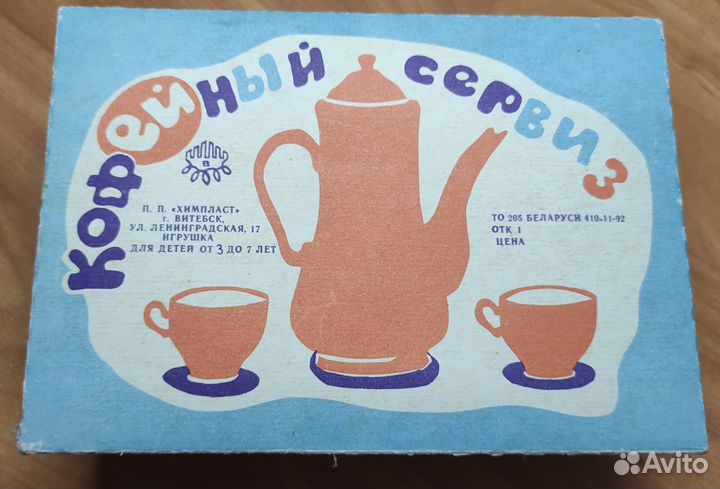 Кофейный сервиз
П. П. «ХИМПЛАСТ»
г. ВИТЕБСК,
УЛ. ЛЕНИНГРАДСКАЯ, 17
ИГРУШКА
ДЛЯ ДЕТЕЙ ОТ 3 ДО 7 ЛЕТ
ТО 205 БЕЛАРУСИ 410-11-92
ОТК 1
ЦЕНА
Avito